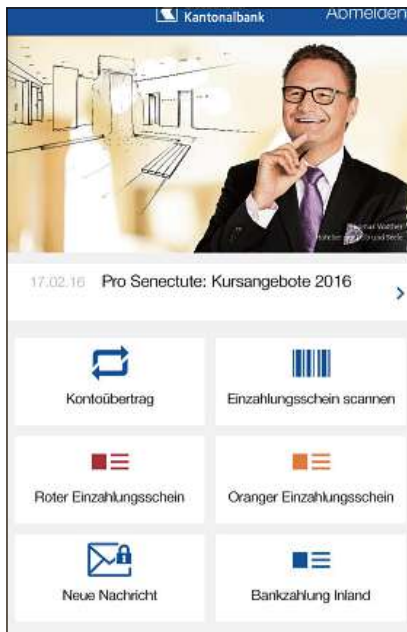 Kantonalbank
Abmelden
17.02.16 Pro Senectute: Kursangebote 2016
Kontoübertrag
Einzahlungsschein scannen
Roter Einzahlungsschein
Oranger Einzahlungsschein
Neue Nachricht
Bankzahlung Inland